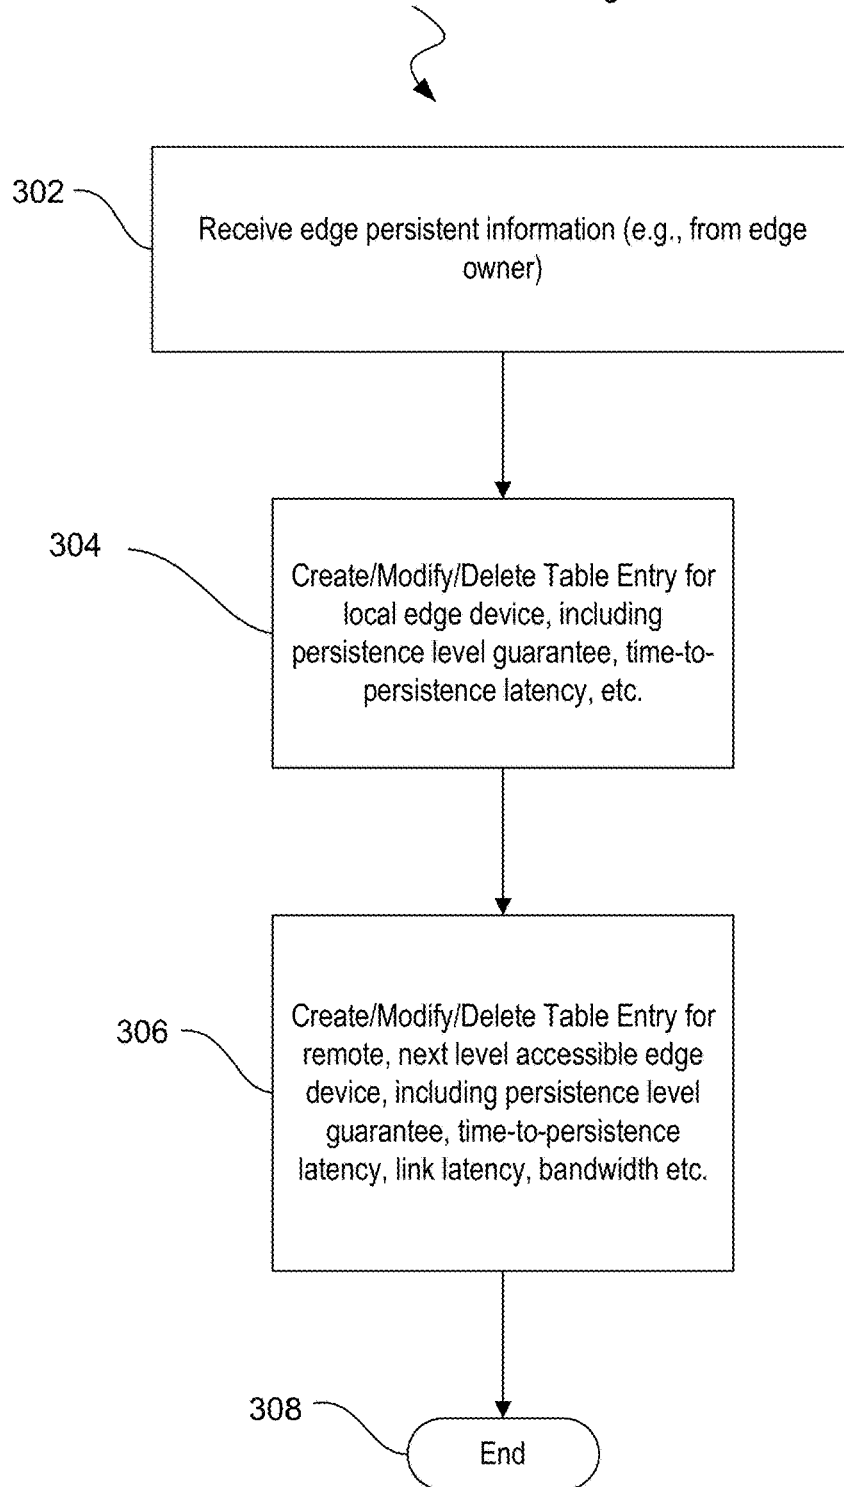 302
Receive edge persistent information (e.g., from edge
owner)
304
Create/Modify/Delete Table Entry for
local edge device, including
persistence level guarantee, time-to-
persistence latency, etc.
306
Create/Modify/Delete Table Entry for
remote, next level accessible edge
device, including persistence level
guarantee, time-to-persistence
latency, link latency, bandwidth etc.
308
End